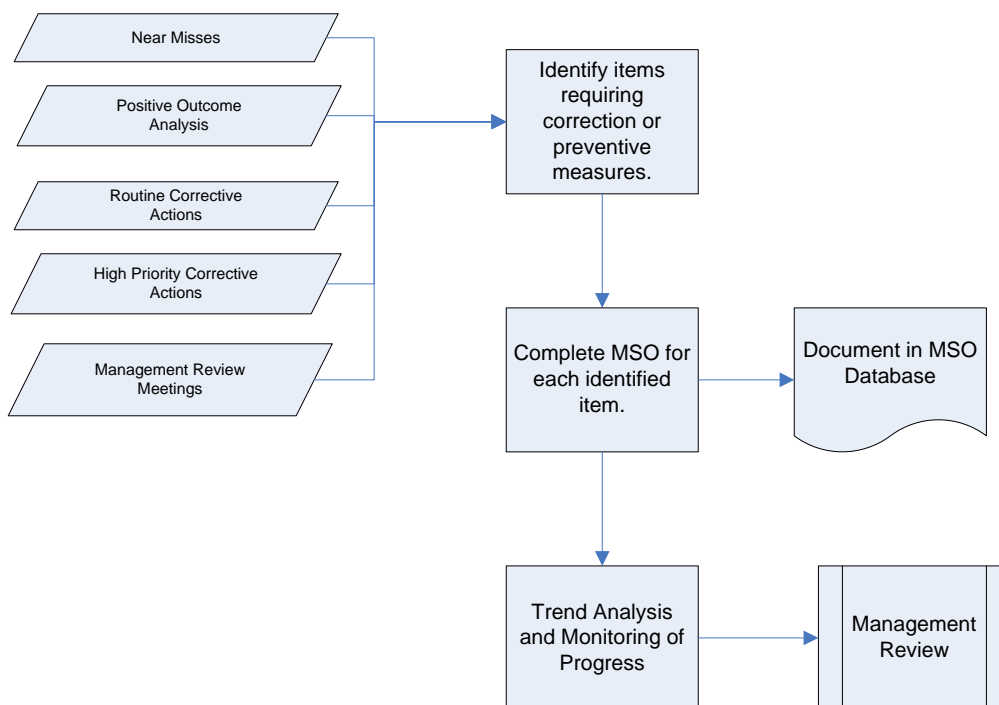 Near Misses
Positive Outcome
Analysis
Routine Corrective
Actions
High Priority Corrective
Actions
Management Review
Meetings
Identify items
requiring
correction or
preventive
measures.
Complete MSO for
each identified
item.
Document in MSO
Database
Trend Analysis
and Monitoring of
Progress
Management
Review